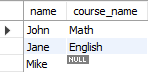 name course_name
John Math
Jane English
Mike NULL